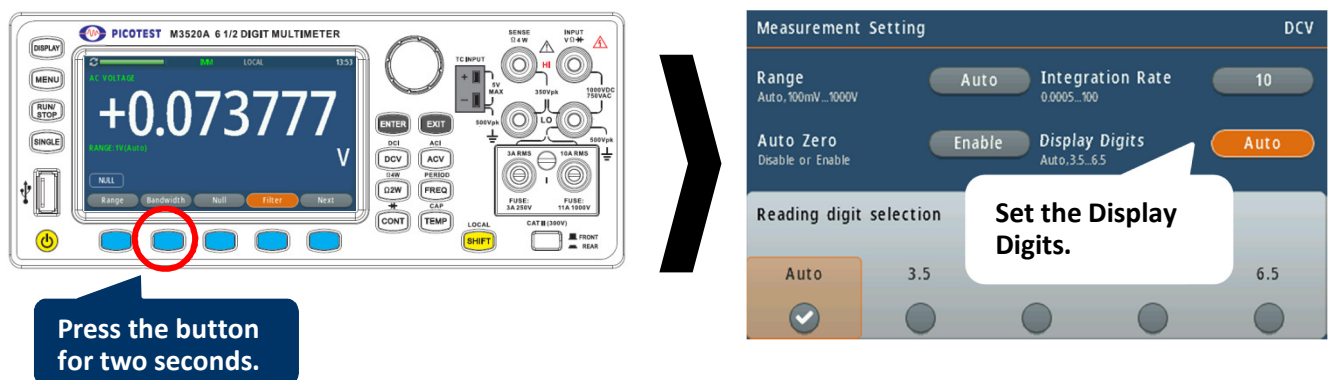 PICOTEST M3520A 6 1/2 DIGIT MULTIMETER
DISPLAY
MENU
RUN/
STOP
SINGLE
IMM LOCAL 13:53
AC VOLTAGE
+0.073777
RANGE:1V(Auto)
V
NULL
Range Bandwidth Null Filter Next
SENSE
Ω 4 W
INPUT
V Ω
TC INPUT
HI
+
-
5V
MAX
350Vpk
1000VDC
750VAC
500Vpk
LO
500Vpk
ENTER EXIT
DCI ACI
DCV ACV
Ω4W PERIOD
Ω2W FREQ
CAP
CONT TEMP
3A RMS 10A RMS
I
FUSE:
3A 250V
FUSE:
11A 1000V
LOCAL
SHIFT
CAT II (300V)
FRONT
REAR
Press the button
for two seconds.
Measurement Setting DCV
Range Auto Integration Rate 10
Auto,100mV...1000V 0.0005...100
Auto Zero Enable Display Digits Auto
Disable or Enable Auto,3.5...6.5
Reading digit selection
Set the Display
Digits.
Auto 3.5 6.5